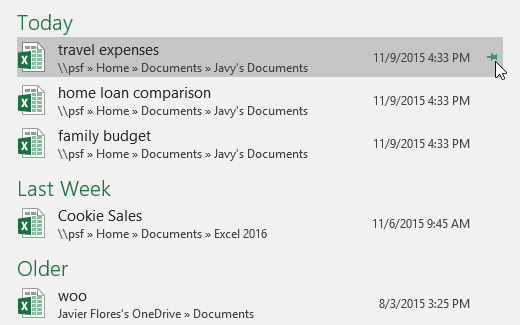 Today
travel expenses
\\psf » Home » Documents » Javy's Documents
11/9/2015 4:33 PM
home loan comparison
\\psf » Home » Documents » Javy's Documents
11/9/2015 4:33 PM
family budget
\\psf » Home » Documents » Javy's Documents
11/9/2015 4:33 PM
Last Week
Cookie Sales
\\psf » Home » Documents » Excel 2016
11/6/2015 9:45 AM
Older
woo
Javier Flores's OneDrive » Documents
8/3/2015 3:25 PM